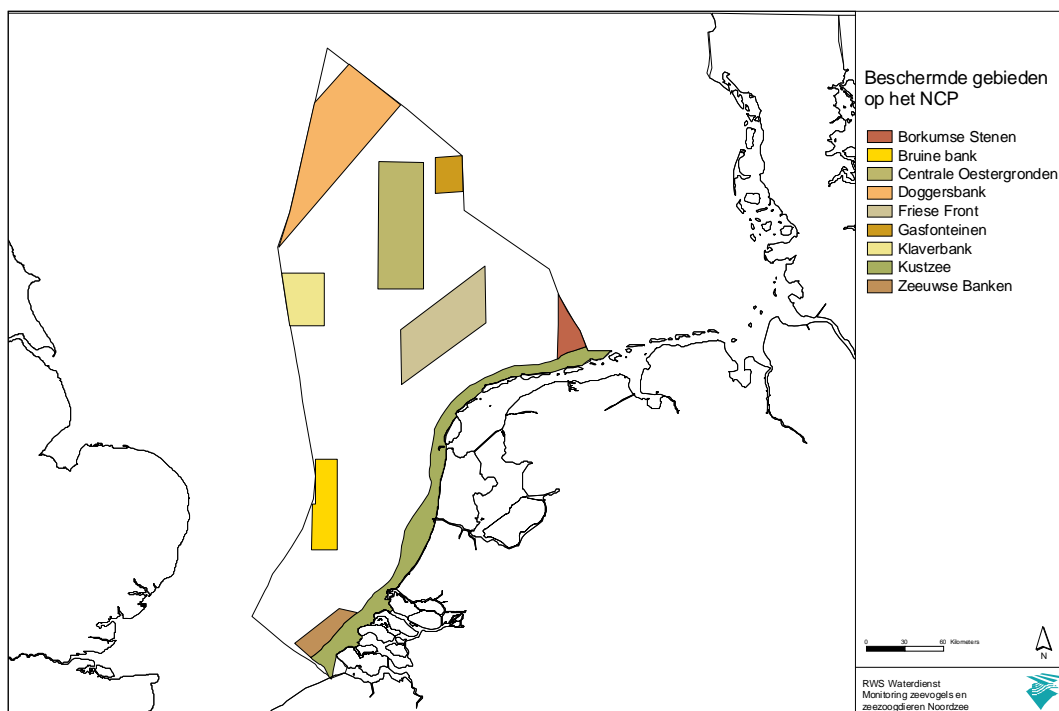 Beschermde gebieden
op het NCP
Borkumse Stenen
Bruine bank
Centrale Oestergronden
Doggersbank
Friese Front
Gasfonteinen
Klaverbank
Kustzee
Zeeuwse Banken
0 30 60 Kilometers
N
RWS Waterdienst
Monitoring zeevogels en
zeezoogdieren Noordzee